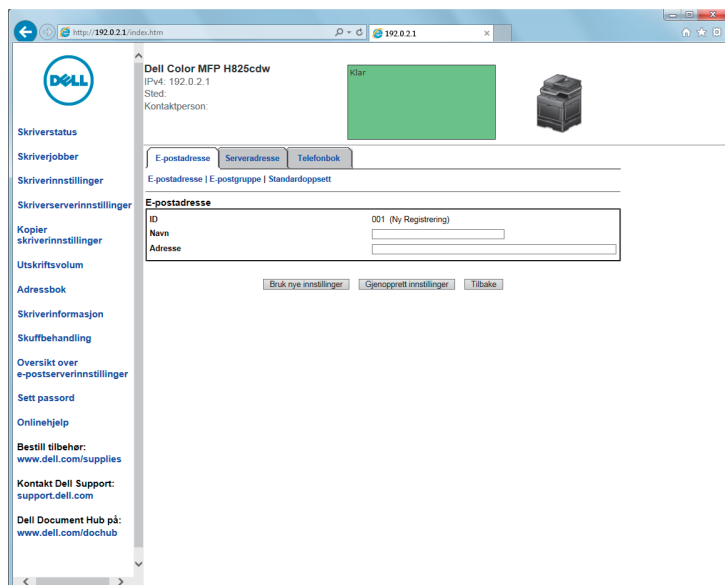 http://192.0.2.1/index.htm
192.0.2.1
DELL
Dell Color MFP H825cdw
IPv4: 192.0.2.1
Sted:
Kontaktperson:
Klar
Skriverstatus
Skriverjobber
Skriverinnstillinger
Skriverserverinnstillinger
Kopier
skriverinnstillinger
Utskriftsvolum
Adressbok
Skriverinformasjon
Skuffbehandling
Oversikt over
e-postserverinnstillinger
Sett passord
Onlinehjelp
Bestill tilbehør:
www.dell.com/supplies
Kontakt Dell Support:
support.dell.com
Dell Document Hub på:
www.dell.com/dochub
E-postadresse Serveradresse Telefonbok
E-postadresse | E-postgruppe | Standardoppsett
E-postadresse
ID 001 (Ny Registrering)
Navn
Adresse
Bruk nye innstillinger Gjenopprett innstillinger Tilbake